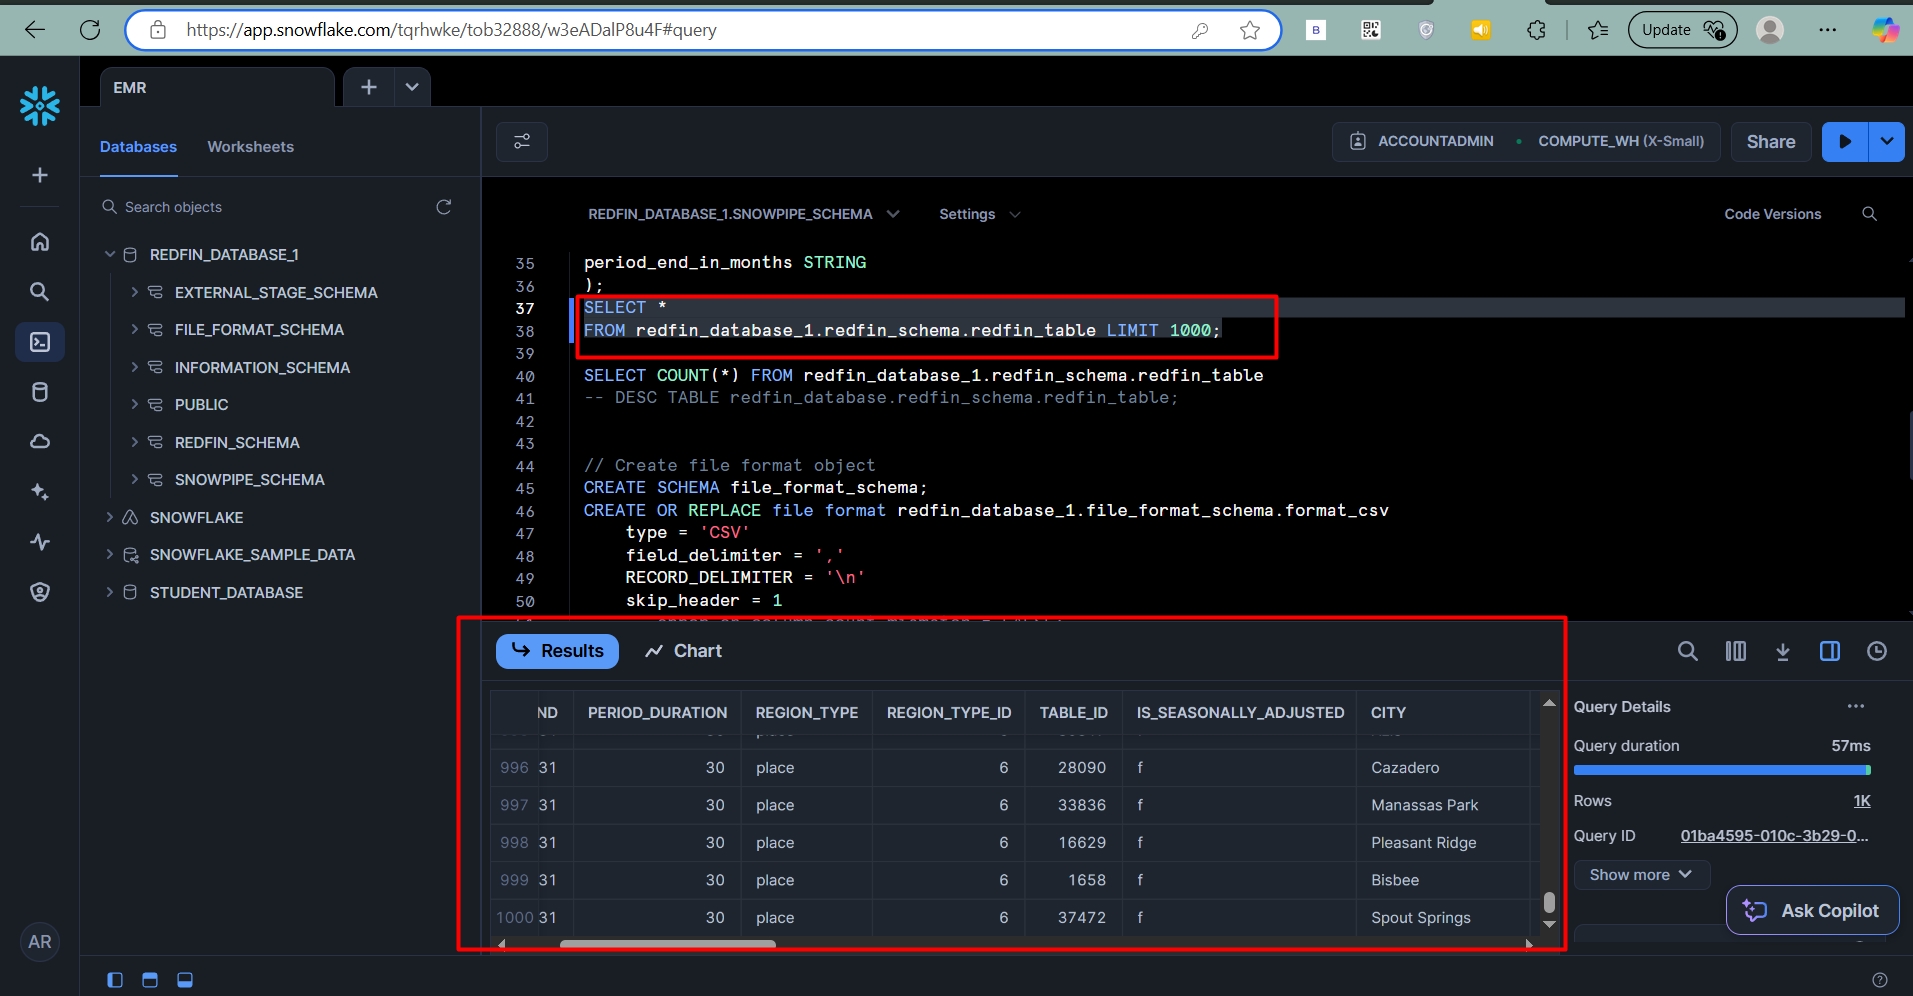 https://app.snowflake.com/tqrhwke/tob32888/w3eADalP8u4F#query
B
Update
EMR
Databases
Worksheets
ACCOUNTADMIN
COMPUTE_WH (X-Small)
Share
Search objects
REDFIN_DATABASE_1
EXTERNAL_STAGE_SCHEMA
FILE_FORMAT_SCHEMA
INFORMATION_SCHEMA
PUBLIC
REDFIN_SCHEMA
SNOWPIPE_SCHEMA
SNOWFLAKE
SNOWFLAKE_SAMPLE_DATA
STUDENT_DATABASE
AR
REDFIN_DATABASE_1.SNOWPIPE_SCHEMA
Settings
Code Versions
35 period_end_in_months STRING
36 );
37 SELECT *
38 FROM redfin_database_1.redfin_schema.redfin_table LIMIT 1000;
39
40 SELECT COUNT(*) FROM redfin_database_1.redfin_schema.redfin_table
41 -- DESC TABLE redfin_database.redfin_schema.redfin_table;
42
43
44 // Create file format object
45 CREATE SCHEMA file_format_schema;
46 CREATE OR REPLACE file format redfin_database_1.file_format_schema.format_csv
47 type = 'CSV'
48 field_delimiter = ','
49 RECORD_DELIMITER = '\n'
50 skip_header = 1
Results
Chart
ND PERIOD_DURATION REGION_TYPE REGION_TYPE_ID TABLE_ID IS_SEASONALLY_ADJUSTED CITY
996 31 30 place 6 28090 f Cazadero
997 31 30 place 6 33836 f Manassas Park
998 31 30 place 6 16629 f Pleasant Ridge
999 31 30 place 6 1658 f Bisbee
1000 31 30 place 6 37472 f Spout Springs
Query Details
Query duration 57ms
Rows 1K
Query ID 01ba4595-010c-3b29-0...
Show more
Ask Copilot